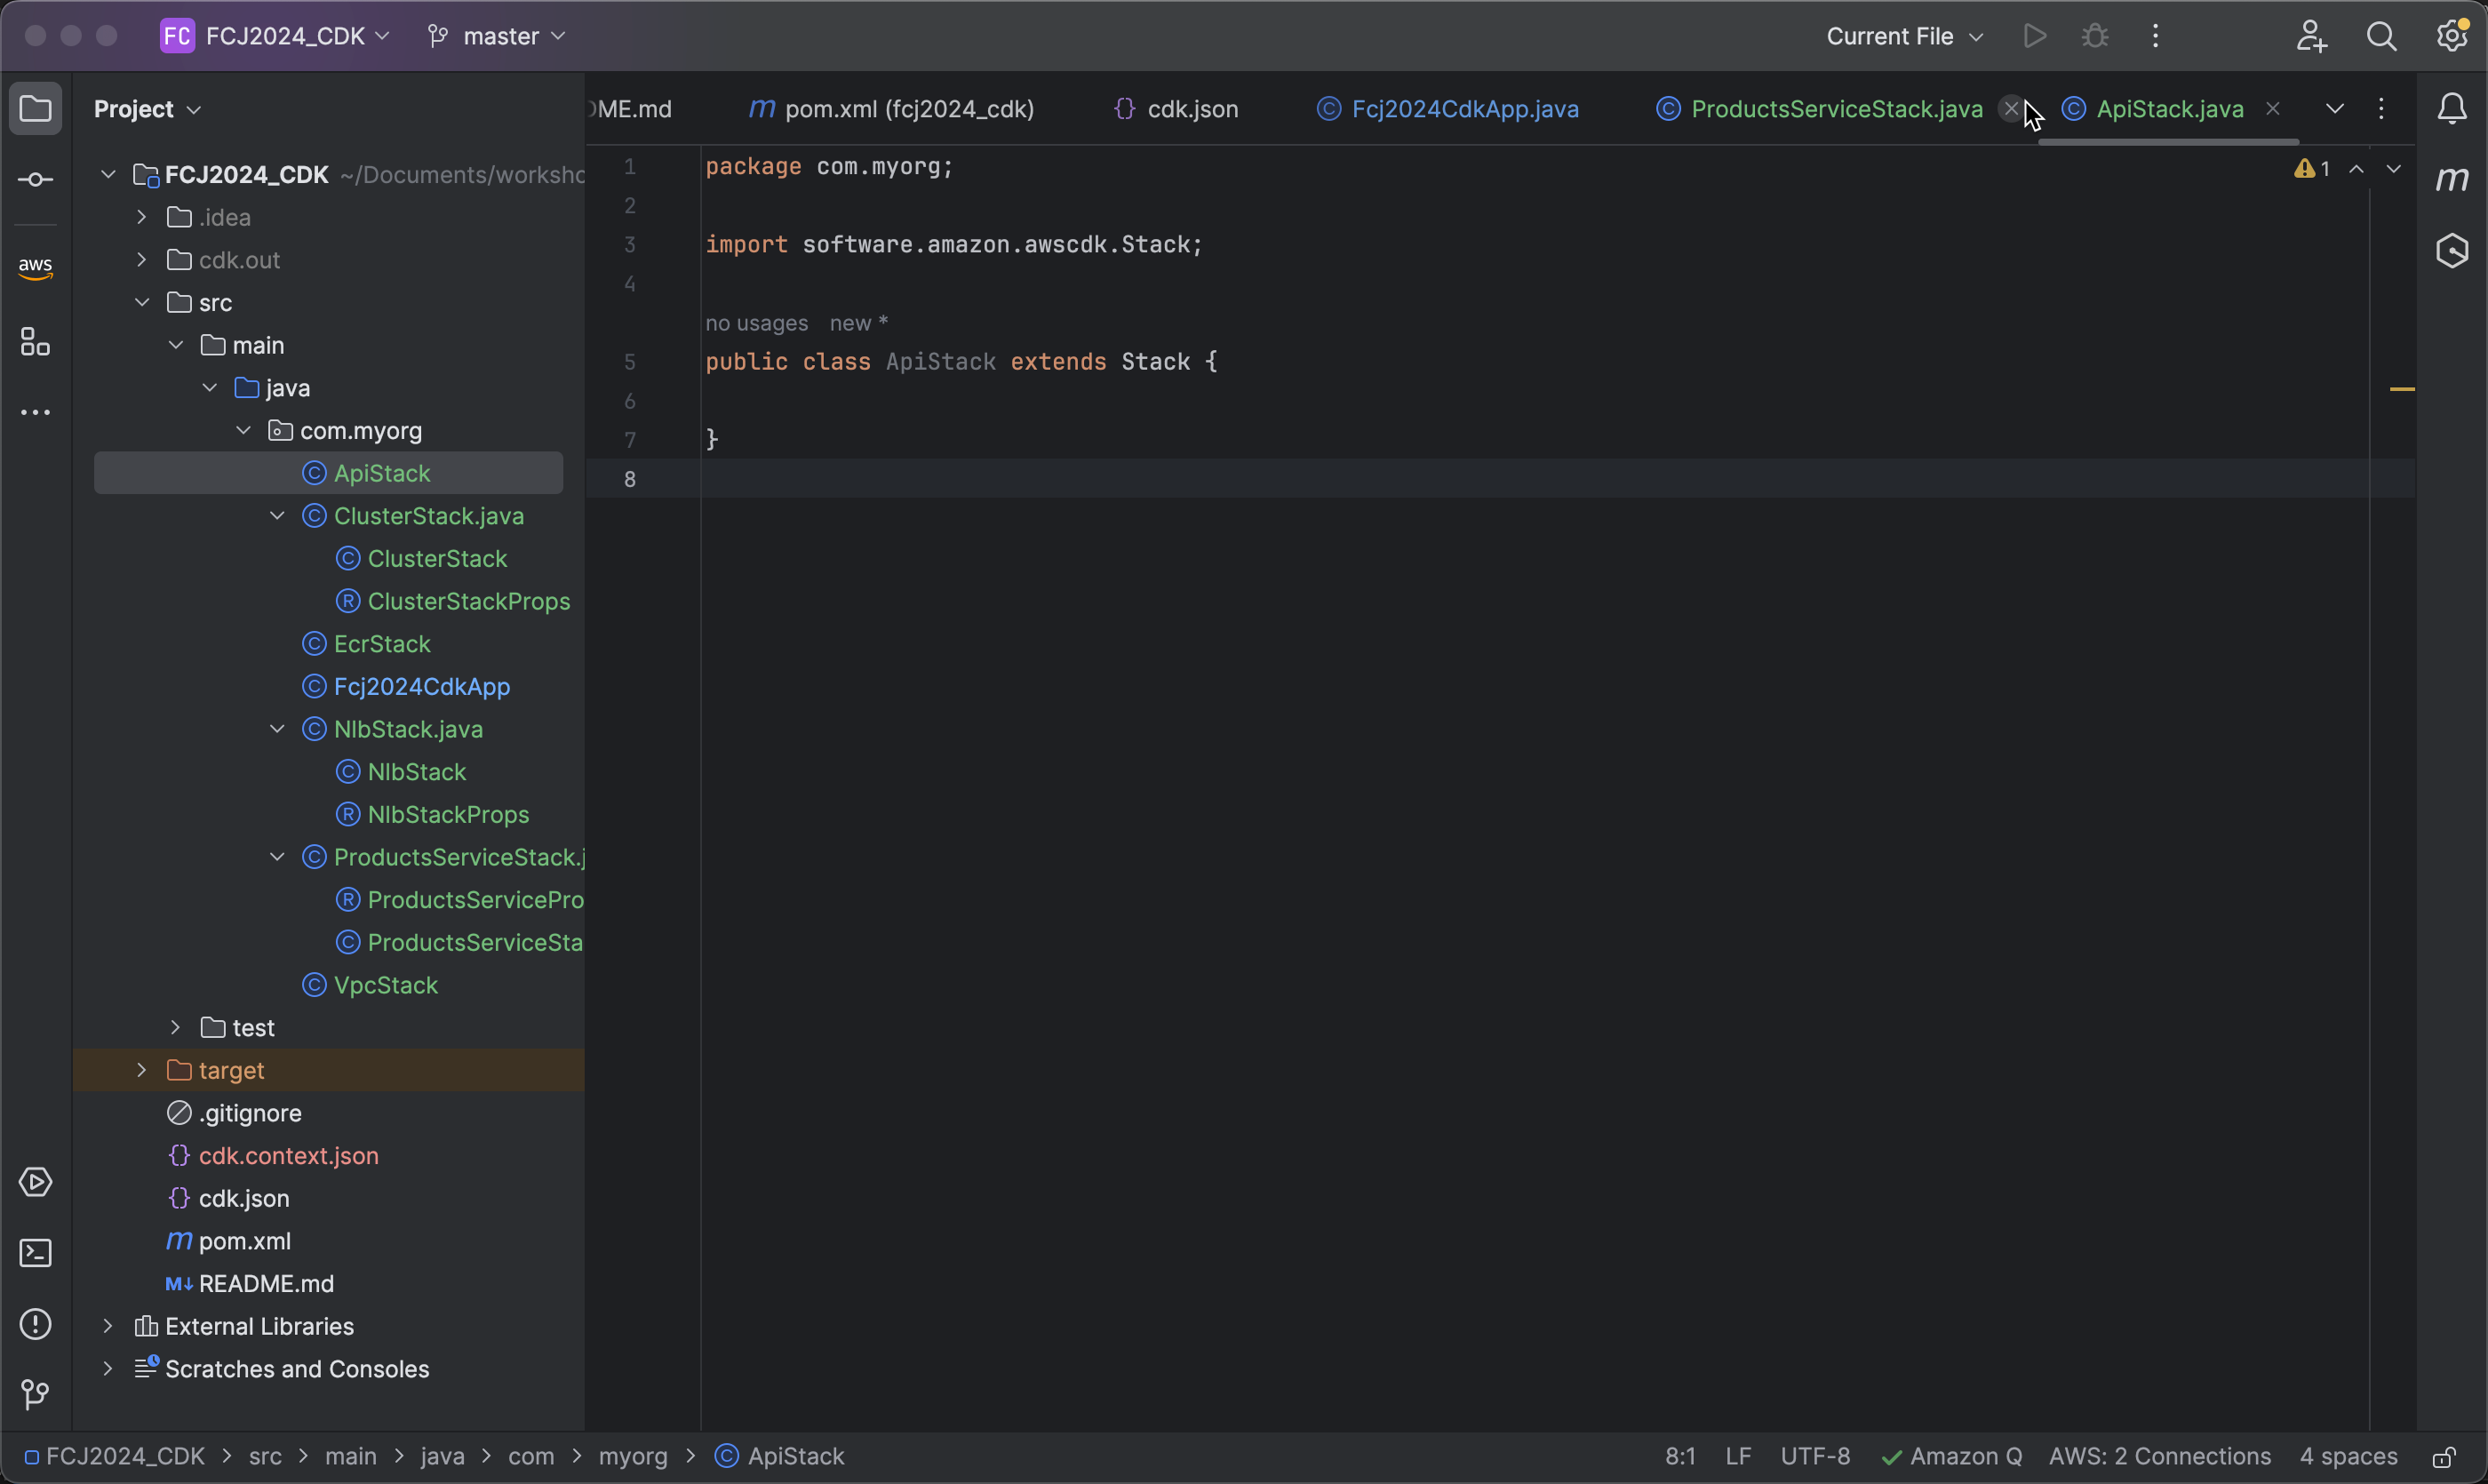 FC FCJ2024_CDK master Current File
Project
ME.md m pom.xml (fcj2024_cdk) {} cdk.json C Fcj2024CdkApp.java C ProductsServiceStack.java C ApiStack.java
FCJ2024_CDK ~/Documents/worksho
.idea
cdk.out
src
main
java
com.myorg
C ApiStack
C ClusterStack.java
C ClusterStack
R ClusterStackProps
C EcrStack
C Fcj2024CdkApp
C NlbStack.java
C NlbStack
R NlbStackProps
C ProductsServiceStack.j
R ProductsServicePro
C ProductsServiceSta
C VpcStack
test
target
.gitignore
{} cdk.context.json
{} cdk.json
m pom.xml
M↓ README.md
External Libraries
Scratches and Consoles
aws
1 package com.myorg;
2
3 import software.amazon.awscdk.Stack;
4
no usages new *
5 public class ApiStack extends Stack {
6
7 }
8
1
m
FCJ2024_CDK > src > main > java > com > myorg > C ApiStack
8:1 LF UTF-8 Amazon Q AWS: 2 Connections 4 spaces